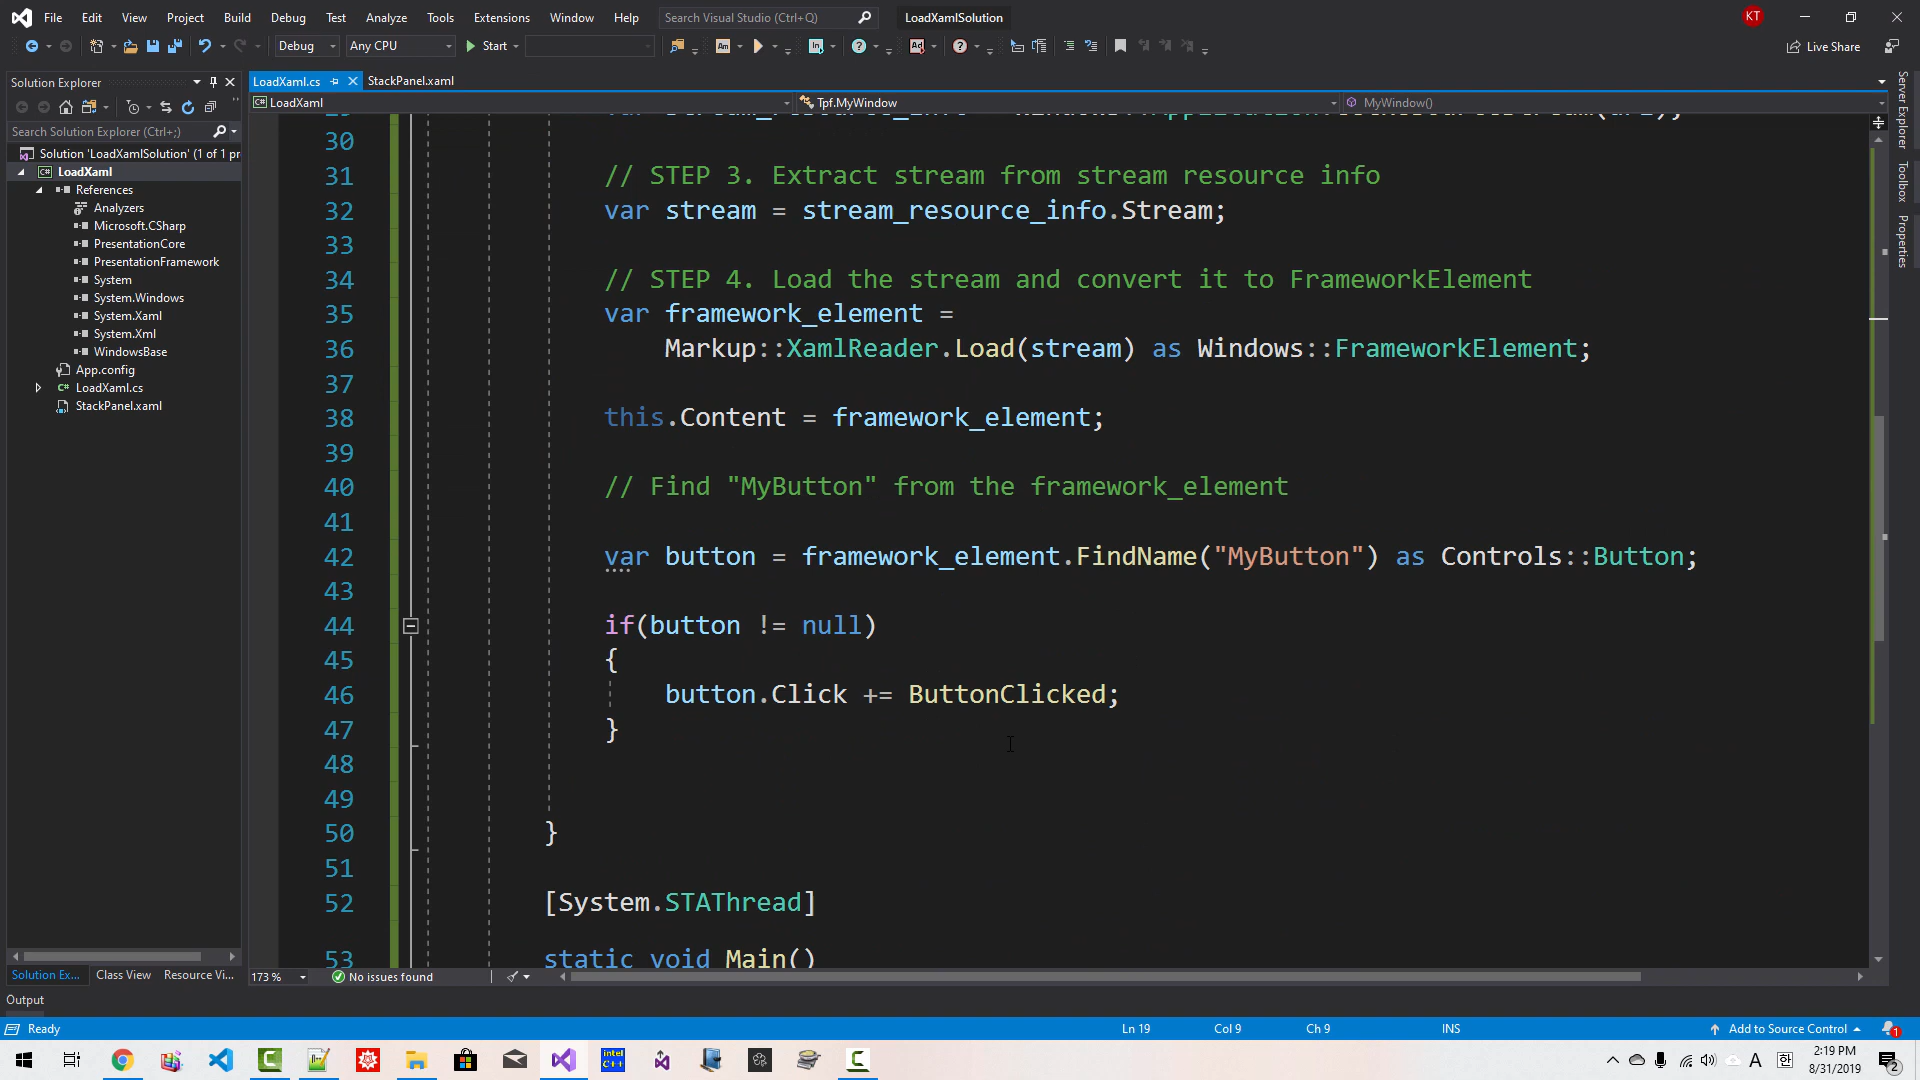 File Edit View Project Build Debug Test Analyze Tools Extensions Window Help Search Visual Studio (Ctrl+Q) LoadXamlSolution KT
Debug Any CPU Start Live Share
Solution Explorer
LoadXaml.cs StackPanel.xaml
LoadXaml Tpf.MyWindow MyWindow()
Search Solution Explorer (Ctrl+;)
Solution 'LoadXamlSolution' (1 of 1 pr
LoadXaml
References
Analyzers
Microsoft.CSharp
PresentationCore
PresentationFramework
System
System.Windows
System.Xaml
System.Xml
WindowsBase
App.config
LoadXaml.cs
StackPanel.xaml
Solution Ex... Class View Resource Vi...
30
31 // STEP 3. Extract stream from stream resource info
32 var stream = stream_resource_info.Stream;
33
34 // STEP 4. Load the stream and convert it to FrameworkElement
35 var framework_element =
36 Markup::XamlReader.Load(stream) as Windows::FrameworkElement;
37
38 this.Content = framework_element;
39
40 // Find "MyButton" from the framework_element
41
42 var button = framework_element.FindName("MyButton") as Controls::Button;
43
44 if(button != null)
45 {
46 button.Click += ButtonClicked;
47 }
48
49
50 }
51
52 [System.STAThread]
53 static void Main()
173 % No issues found
Server Explorer
Toolbox
Properties
Output
Ready Ln 19 Col 9 Ch 9 INS Add to Source Control 1
intel C++
A 한 2:19 PM
8/31/2019 2